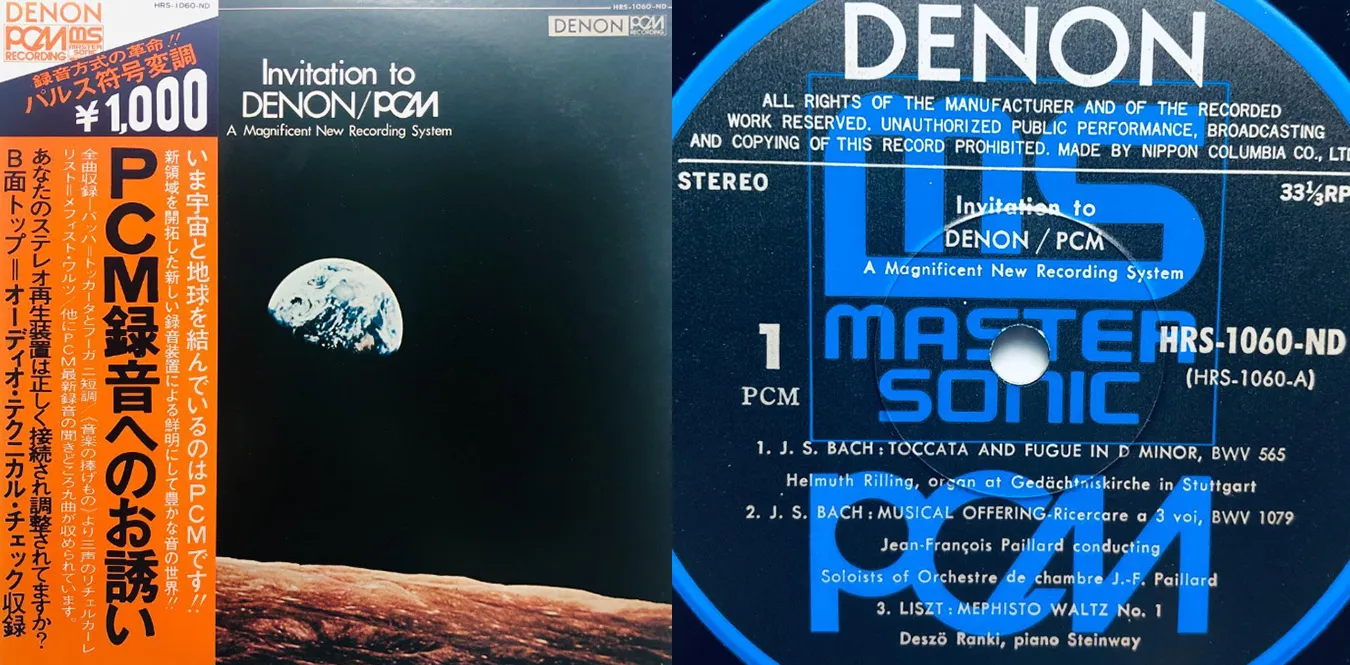 HRS-1060-ND
DENON
PCM
RECORDING
ms
MASTER
SONIC
録音方式の革命!!
パルス符号変調
¥1,000
いま宇宙と地球を結んでいるのはPCMです!!
新領域を開拓した新しい録音装置による鮮明にして豊かな音の世界!!
PCM録音へのお誘い
全曲収録―バッハ=トッカータとフーガ ニ短調/〈音楽の捧げもの〉より三声のリチェルカーレ
リスト=メフィスト・ワルツ/他にPCM最新録音の聞きどころ九曲が収められています。
あなたのステレオ再生装置は正しく接続され調整されてますか?
B面トップ=オーディオ・テクニカル・チェック収録
HRS-1060-ND
DENON PCM
Invitation to
DENON/PCM
A Magnificent New Recording System
DENON
ALL RIGHTS OF THE MANUFACTURER AND OF THE RECORDED
WORK RESERVED. UNAUTHORIZED PUBLIC PERFORMANCE, BROADCASTING
AND COPYING OF THIS RECORD PROHIBITED. MADE BY NIPPON COLUMBIA CO., LT
STEREO
33⅓RP
ms
Invitation to
DENON / PCM
A Magnificent New Recording System
MASTER
SONIC
1
PCM
HRS-1060-ND
(HRS-1060-A)
1. J. S. BACH : TOCCATA AND FUGUE IN D MINOR, BWV 565
Helmuth Rilling, organ at Gedächtniskirche in Stuttgart
2. J. S. BACH : MUSICAL OFFERING-Ricercare a 3 voi, BWV 1079
Jean-François Paillard conducting
Soloists of Orchestre de chambre J.-F. Paillard
3. LISZT : MEPHISTO WALTZ No. 1
Deszö Ranki, piano Steinway
PCM